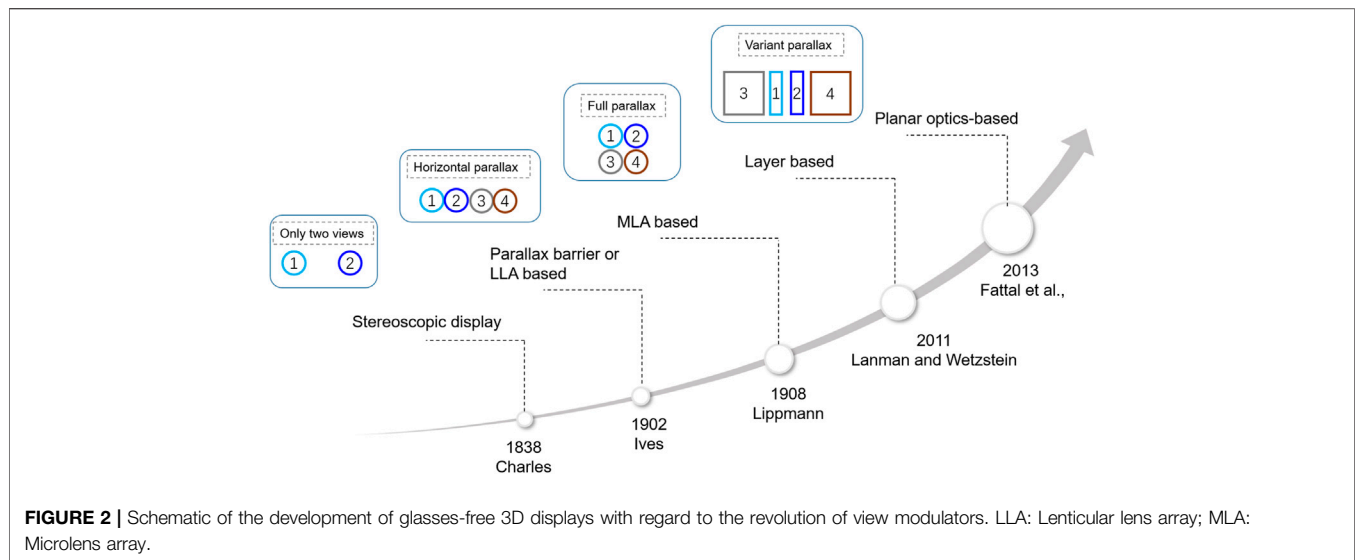 Variant parallax
3 1 2 4
Full parallax
1 2
3 4
Planar optics-based
Horizontal parallax
1 2 3 4
Layer based
MLA based
Only two views
1 2
Parallax barrier or
LLA based
Stereoscopic display
2013
Fattal et al.,
2011
Lanman and Wetzstein
1908
Lippmann
1902
Ives
1838
Charles
FIGURE 2 | Schematic of the development of glasses-free 3D displays with regard to the revolution of view modulators. LLA: Lenticular lens array; MLA:
Microlens array.